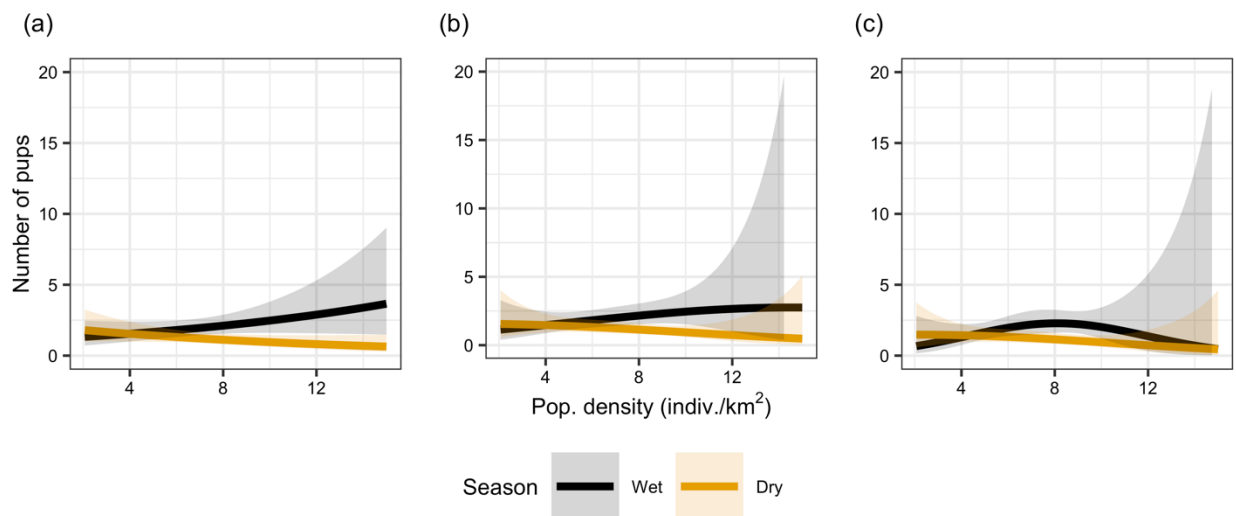 (a) (b) (c)
Number of pups
20 20 20
15 15 15
10 10 10
5 5 5
0 0 0
4 8 12 4 8 12 4 8 12
Pop. density (indiv./km²)
Season Wet Dry